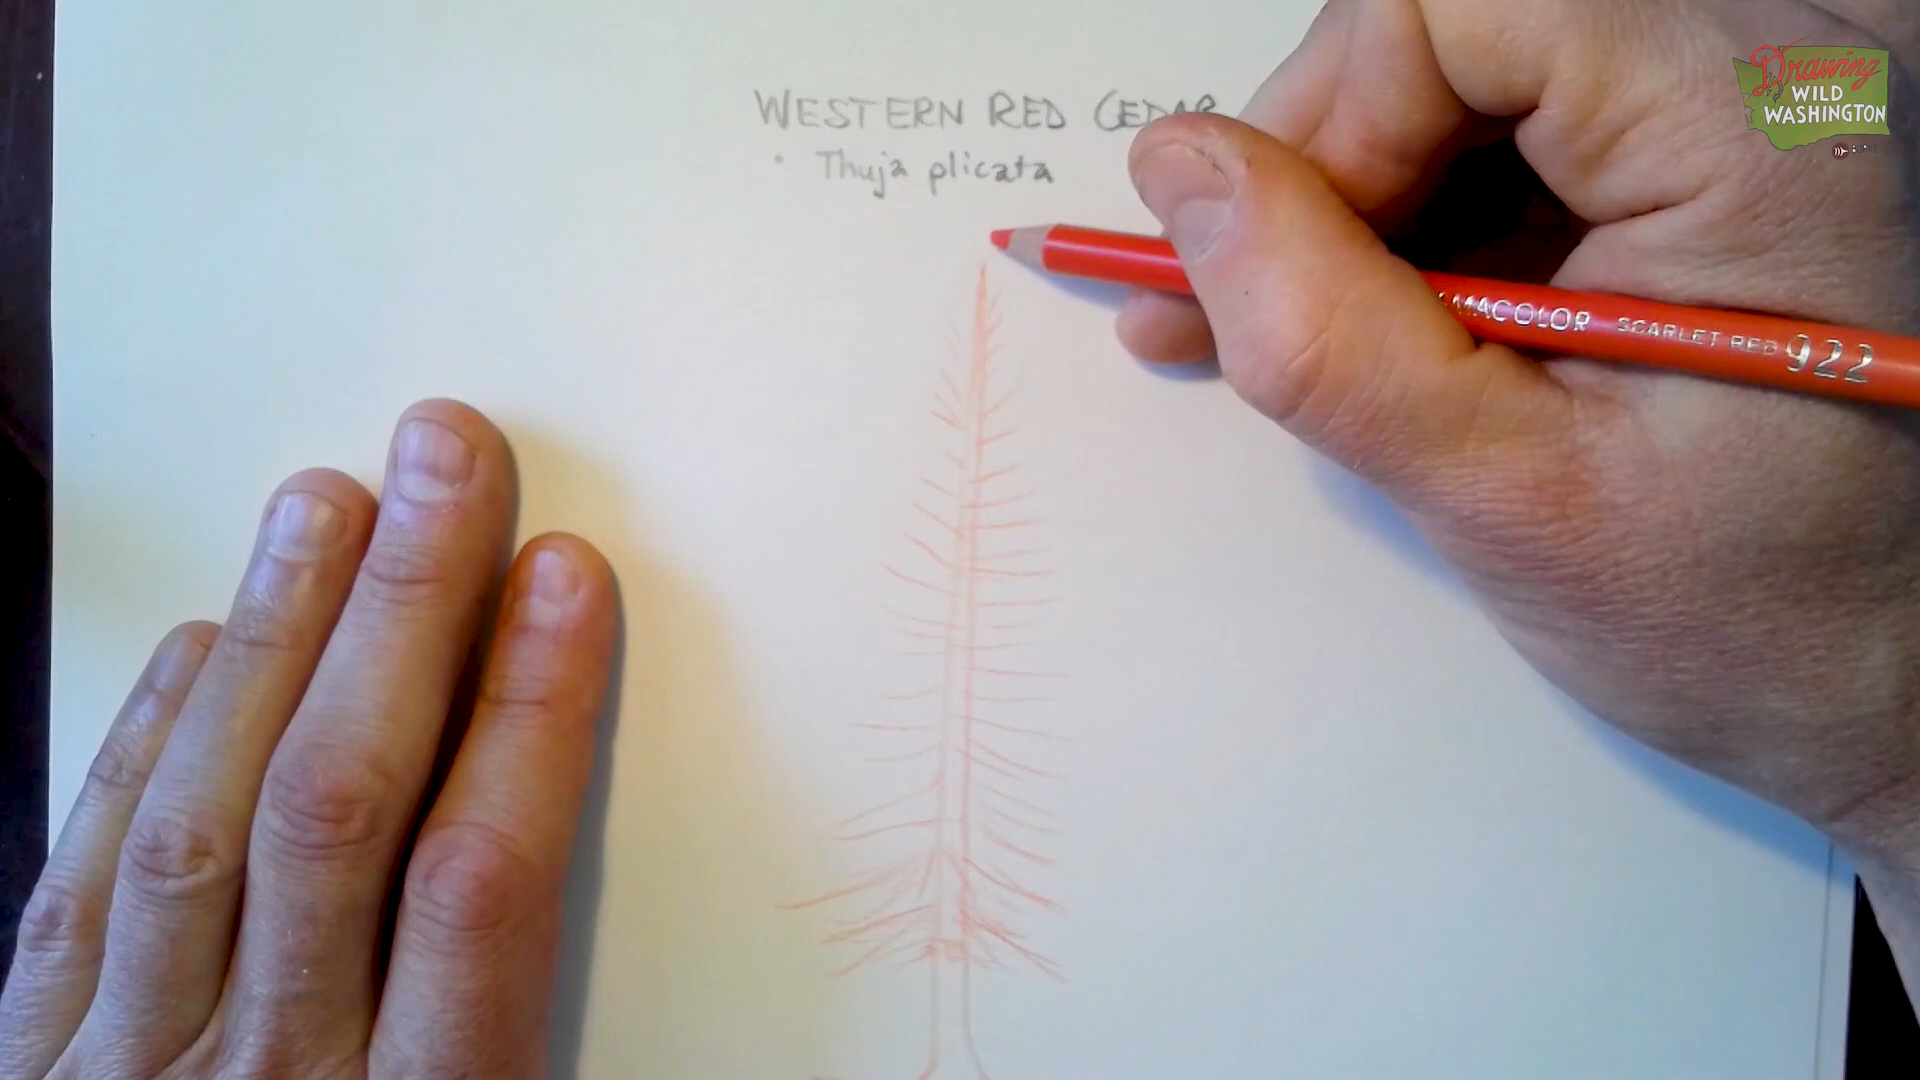 WESTERN RED CEDAR
• Thuja plicata
MACOLOR SCARLET RED 922
Drawing
WILD
WASHINGTON